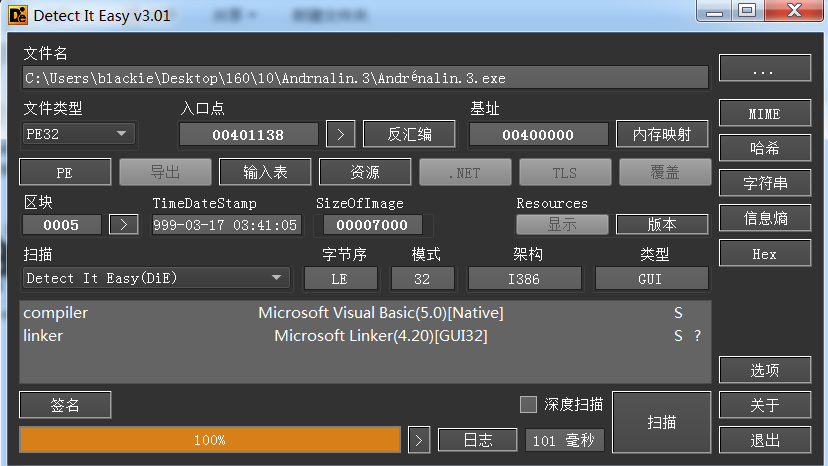 Detect It Easy v3.01
文件名
C:\Users\blackie\Desktop\160\10\Andrnalin.3\Andrénalin.3.exe
...
文件类型 入口点 基址
PE32 00401138 > 反汇编 00400000 内存映射 MIME
PE 导出 输入表 资源 .NET TLS 覆盖 哈希
区块 TimeDateStamp SizeOfImage Resources 字符串
0005 > 999-03-17 03:41:05 00007000 显示 版本 信息熵
扫描 字节序 模式 架构 类型 Hex
Detect It Easy(DiE) LE 32 I386 GUI
compiler Microsoft Visual Basic(5.0)[Native] S
linker Microsoft Linker(4.20)[GUI32] S ?
选项
签名 深度扫描 扫描 关于
100% > 日志 101 毫秒 退出